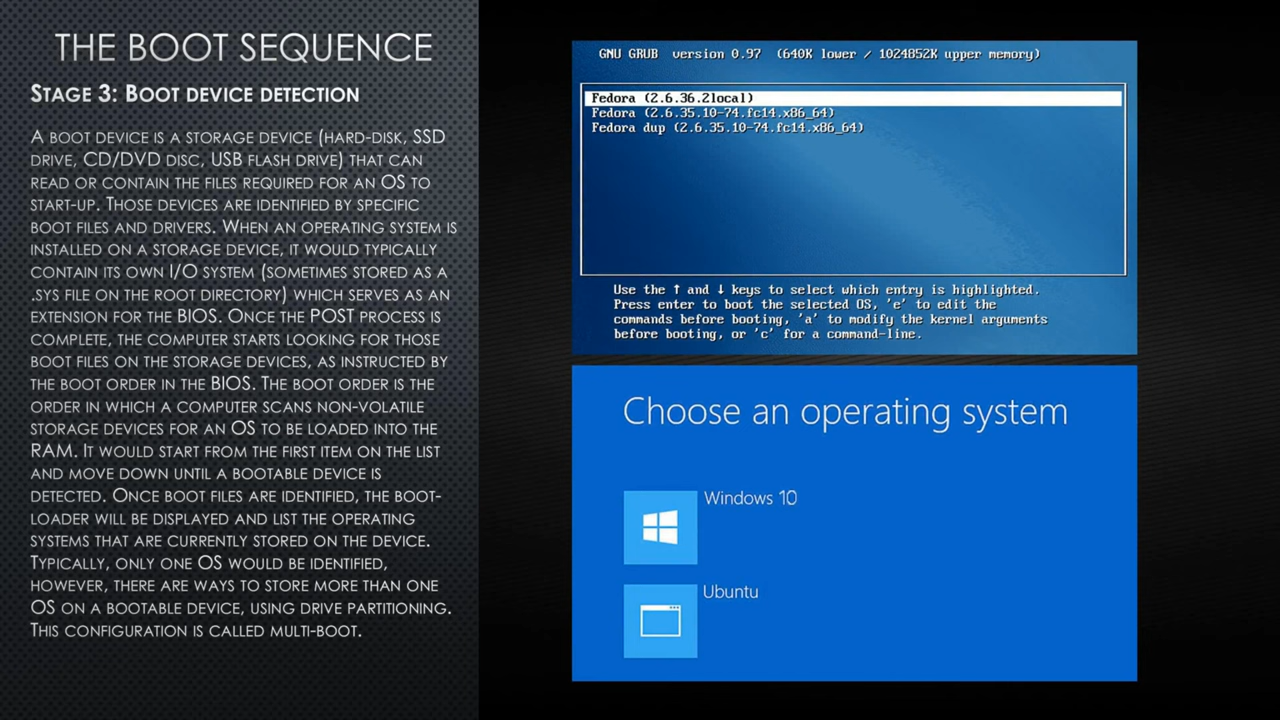 THE BOOT SEQUENCE
STAGE 3: BOOT DEVICE DETECTION
A BOOT DEVICE IS A STORAGE DEVICE (HARD-DISK, SSD
DRIVE, CD/DVD DISC, USB FLASH DRIVE) THAT CAN
READ OR CONTAIN THE FILES REQUIRED FOR AN OS TO
START-UP. THOSE DEVICES ARE IDENTIFIED BY SPECIFIC
BOOT FILES AND DRIVERS. WHEN AN OPERATING SYSTEM IS
INSTALLED ON A STORAGE DEVICE, IT WOULD TYPICALLY
CONTAIN ITS OWN I/O SYSTEM (SOMETIMES STORED AS A
.SYS FILE ON THE ROOT DIRECTORY) WHICH SERVES AS AN
EXTENSION FOR THE BIOS. ONCE THE POST PROCESS IS
COMPLETE, THE COMPUTER STARTS LOOKING FOR THOSE
BOOT FILES ON THE STORAGE DEVICES, AS INSTRUCTED BY
THE BOOT ORDER IN THE BIOS. THE BOOT ORDER IS THE
ORDER IN WHICH A COMPUTER SCANS NON-VOLATILE
STORAGE DEVICES FOR AN OS TO BE LOADED INTO THE
RAM. IT WOULD START FROM THE FIRST ITEM ON THE LIST
AND MOVE DOWN UNTIL A BOOTABLE DEVICE IS
DETECTED. ONCE BOOT FILES ARE IDENTIFIED, THE BOOT-
LOADER WILL BE DISPLAYED AND LIST THE OPERATING
SYSTEMS THAT ARE CURRENTLY STORED ON THE DEVICE.
TYPICALLY, ONLY ONE OS WOULD BE IDENTIFIED,
HOWEVER, THERE ARE WAYS TO STORE MORE THAN ONE
OS ON A BOOTABLE DEVICE, USING DRIVE PARTITIONING.
THIS CONFIGURATION IS CALLED MULTI-BOOT.
GNU GRUB version 0.97 (640K lower / 1024852K upper memory)
Fedora (2.6.36.2local)
Fedora (2.6.35.10-74.fc14.x86_64)
Fedora dup (2.6.35.10-74.fc14.x86_64)
Use the ↑ and ↓ keys to select which entry is highlighted.
Press enter to boot the selected OS, 'e' to edit the
commands before booting, 'a' to modify the kernel arguments
before booting, or 'c' for a command-line.
Choose an operating system
Windows 10
Ubuntu